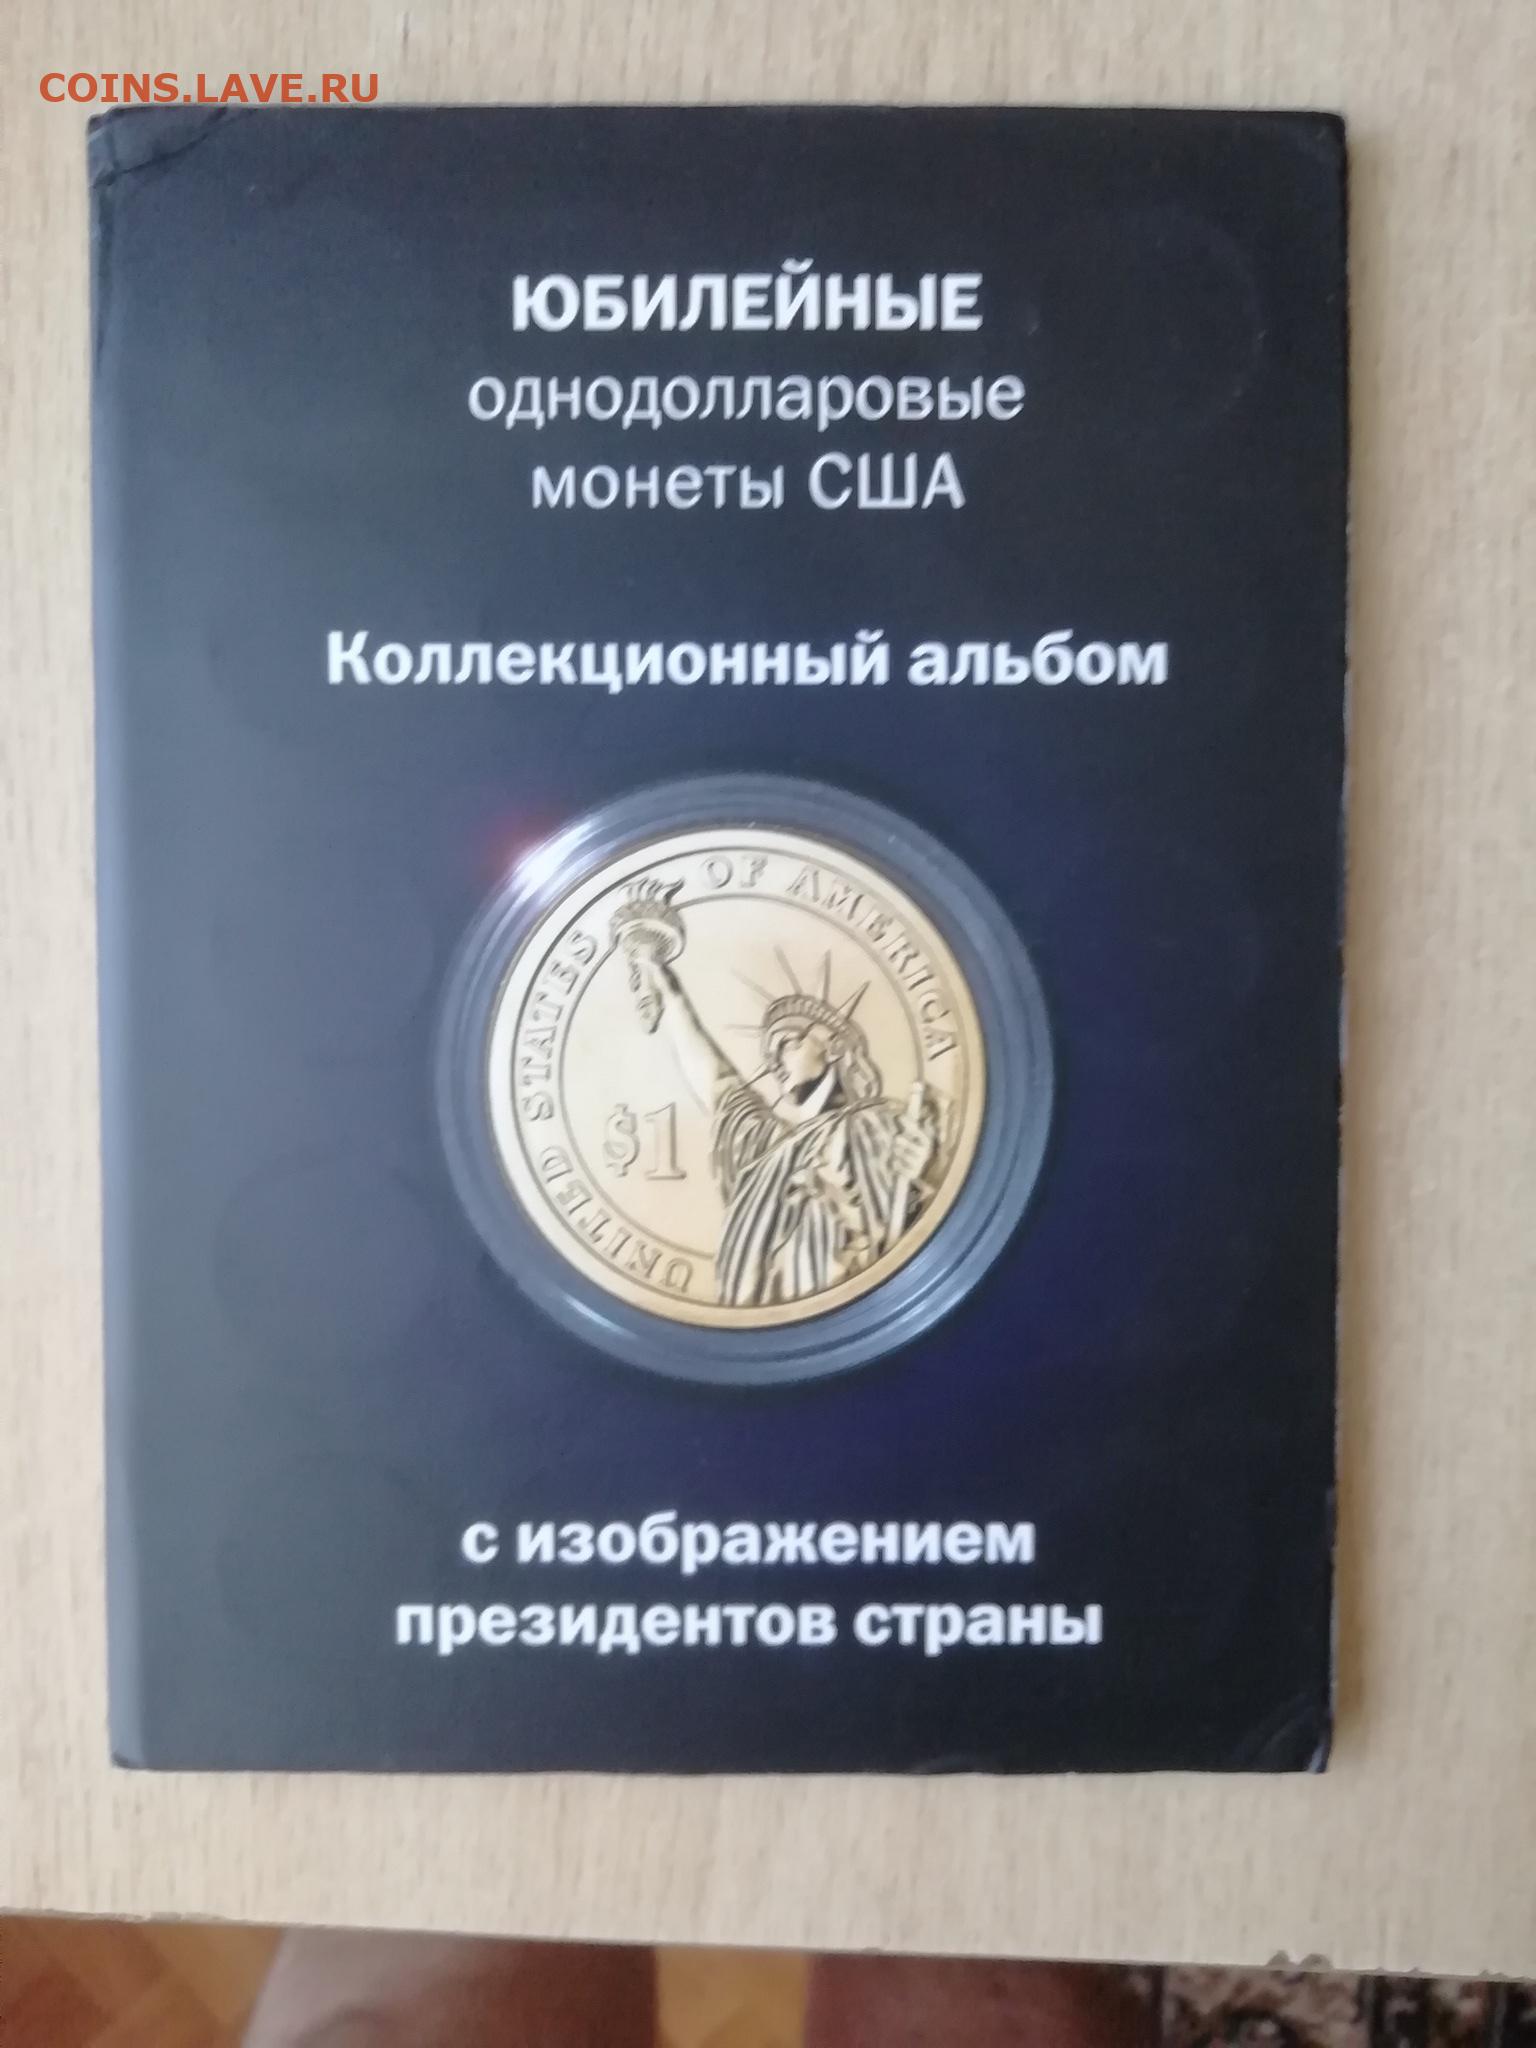 COINS.LAVE.RU
ЮБИЛЕЙНЫЕ
однодолларовые
монеты США
Коллекционный альбом
UNITED STATES OF AMERICA
$1
с изображением
президентов страны